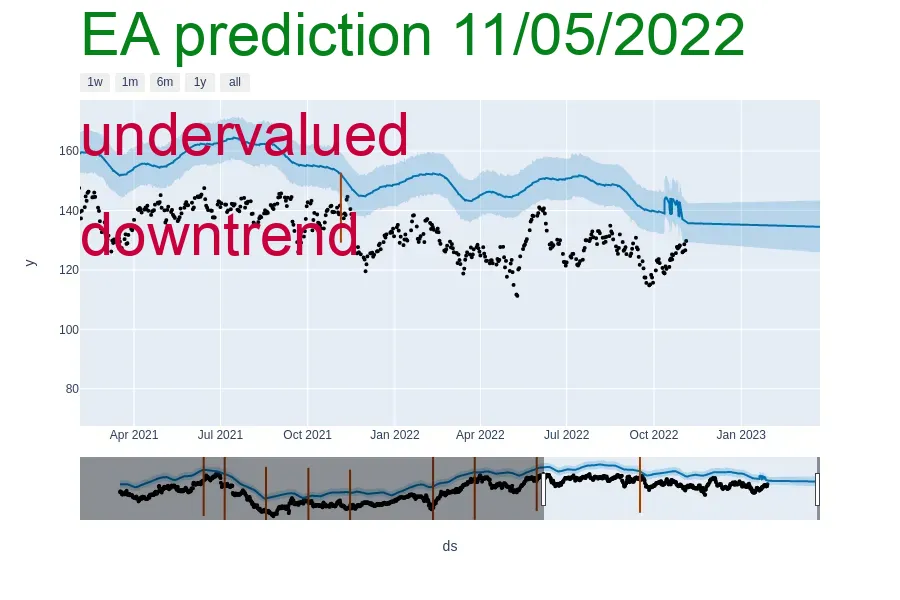 EA prediction 11/05/2022
1w 1m 6m 1y all
undervalued
downtrend
160
140
120
100
80
y
Apr 2021 Jul 2021 Oct 2021 Jan 2022 Apr 2022 Jul 2022 Oct 2022 Jan 2023
ds